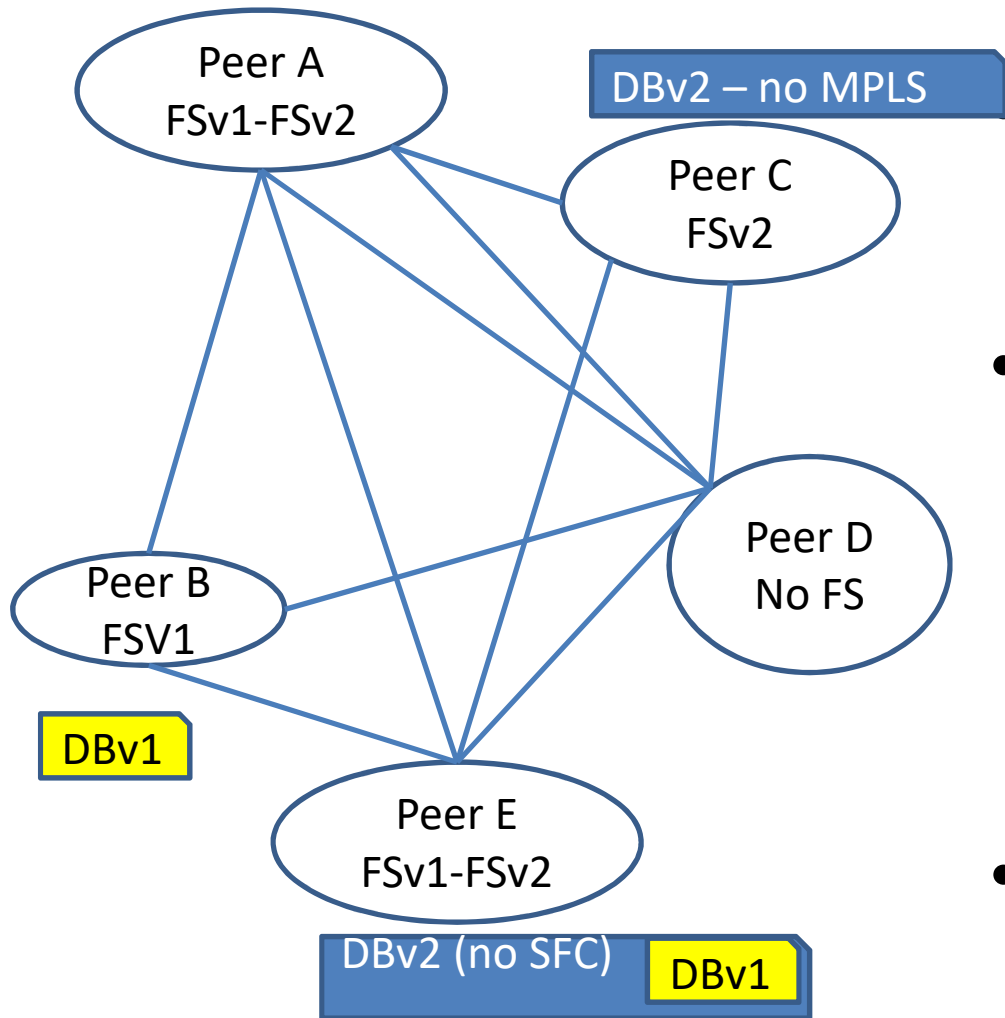 Peer A
FSv1-FSv2
DBv2 – no MPLS
Peer C
FSv2
•
Peer D
No FS
Peer B
FSV1
DBv1
Peer E
FSv1-FSv2
•
DBv2 (no SFC)
DBv1